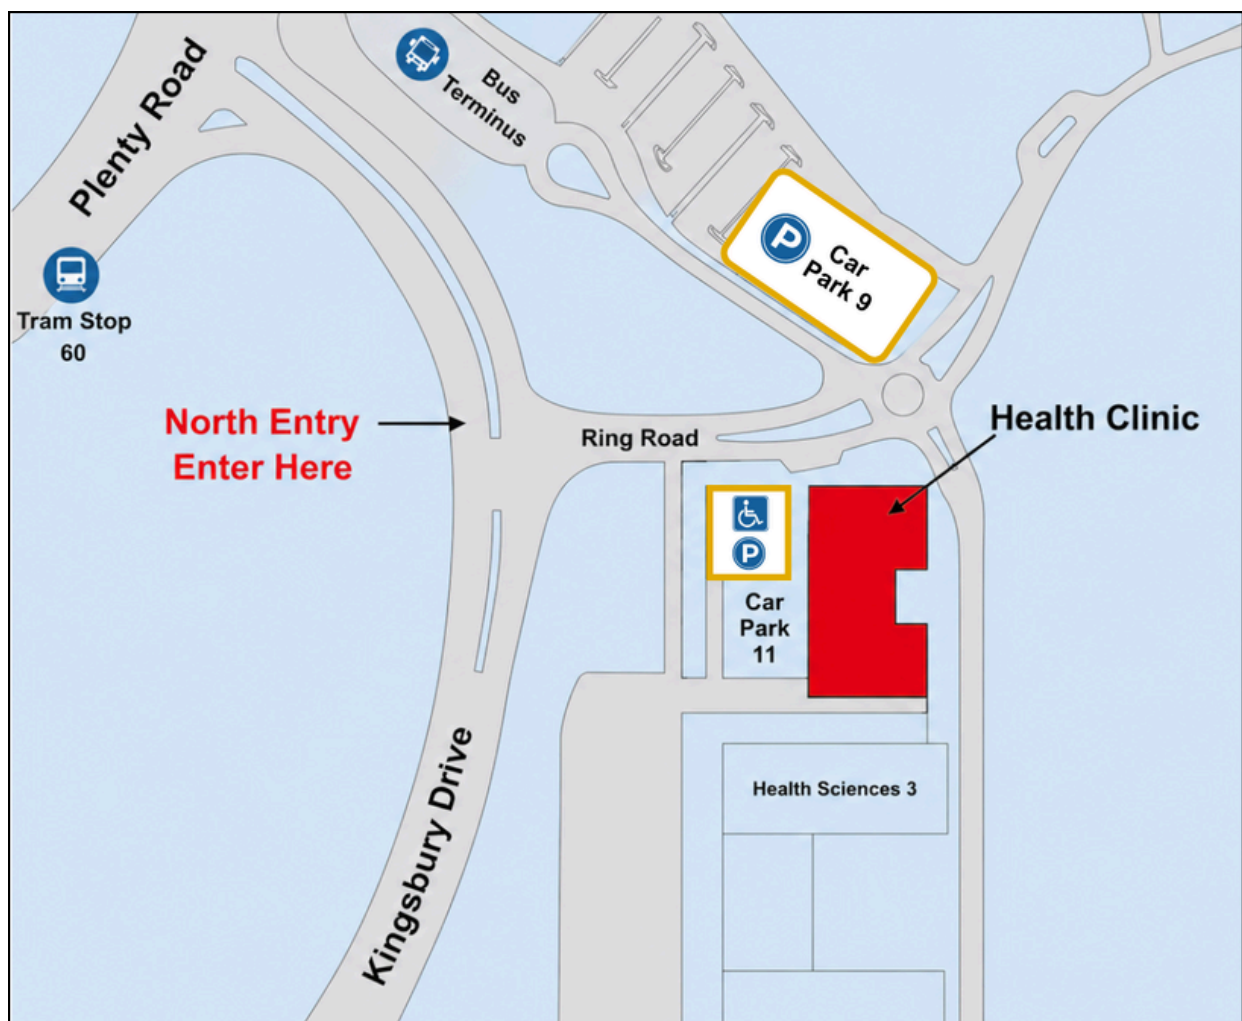 Plenty Road
Bus
Terminus
P
Car
Park 9
Tram Stop
60
North Entry
Enter Here
Ring Road
Health Clinic
P
Car
Park
11
Kingsbury Drive
Health Sciences 3